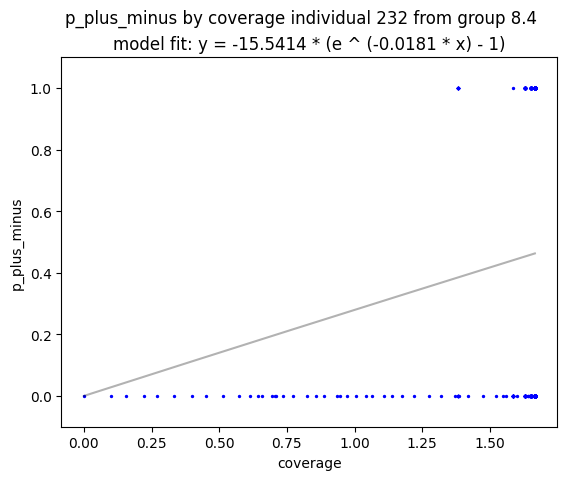 p_plus_minus by coverage individual 232 from group 8.4
model fit: y = -15.5414 * (e ^ (-0.0181 * x) - 1)
1.0
0.8
0.6
0.4
0.2
0.0
p_plus_minus
0.00 0.25 0.50 0.75 1.00 1.25 1.50
coverage